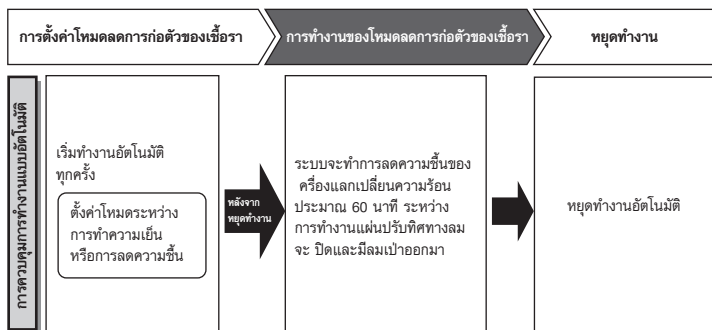 การตั้งค่าโหมดลดการก่อตัวของเชื้อรา
การทำงานของโหมดลดการก่อตัวของเชื้อรา
หยุดทำงาน
การควบคุมการทำงานแบบอัตโนมัติ
เริ่มทำงานอัตโนมัติ
ทุกครั้ง
ตั้งค่าโหมดระหว่าง
การทำความเย็น
หรือการลดความชื้น
หลังจาก
หยุดทำงาน
ระบบจะทำการลดความชื้นของ
ครื่องแลกเปลี่ยนความร้อน
ประมาณ 60 นาที ระหว่าง
การทำงานแผ่นปรับทิศทางลม
จะ ปิดและมีลมเป่าออกมา
หยุดทำงานอัตโนมัติ